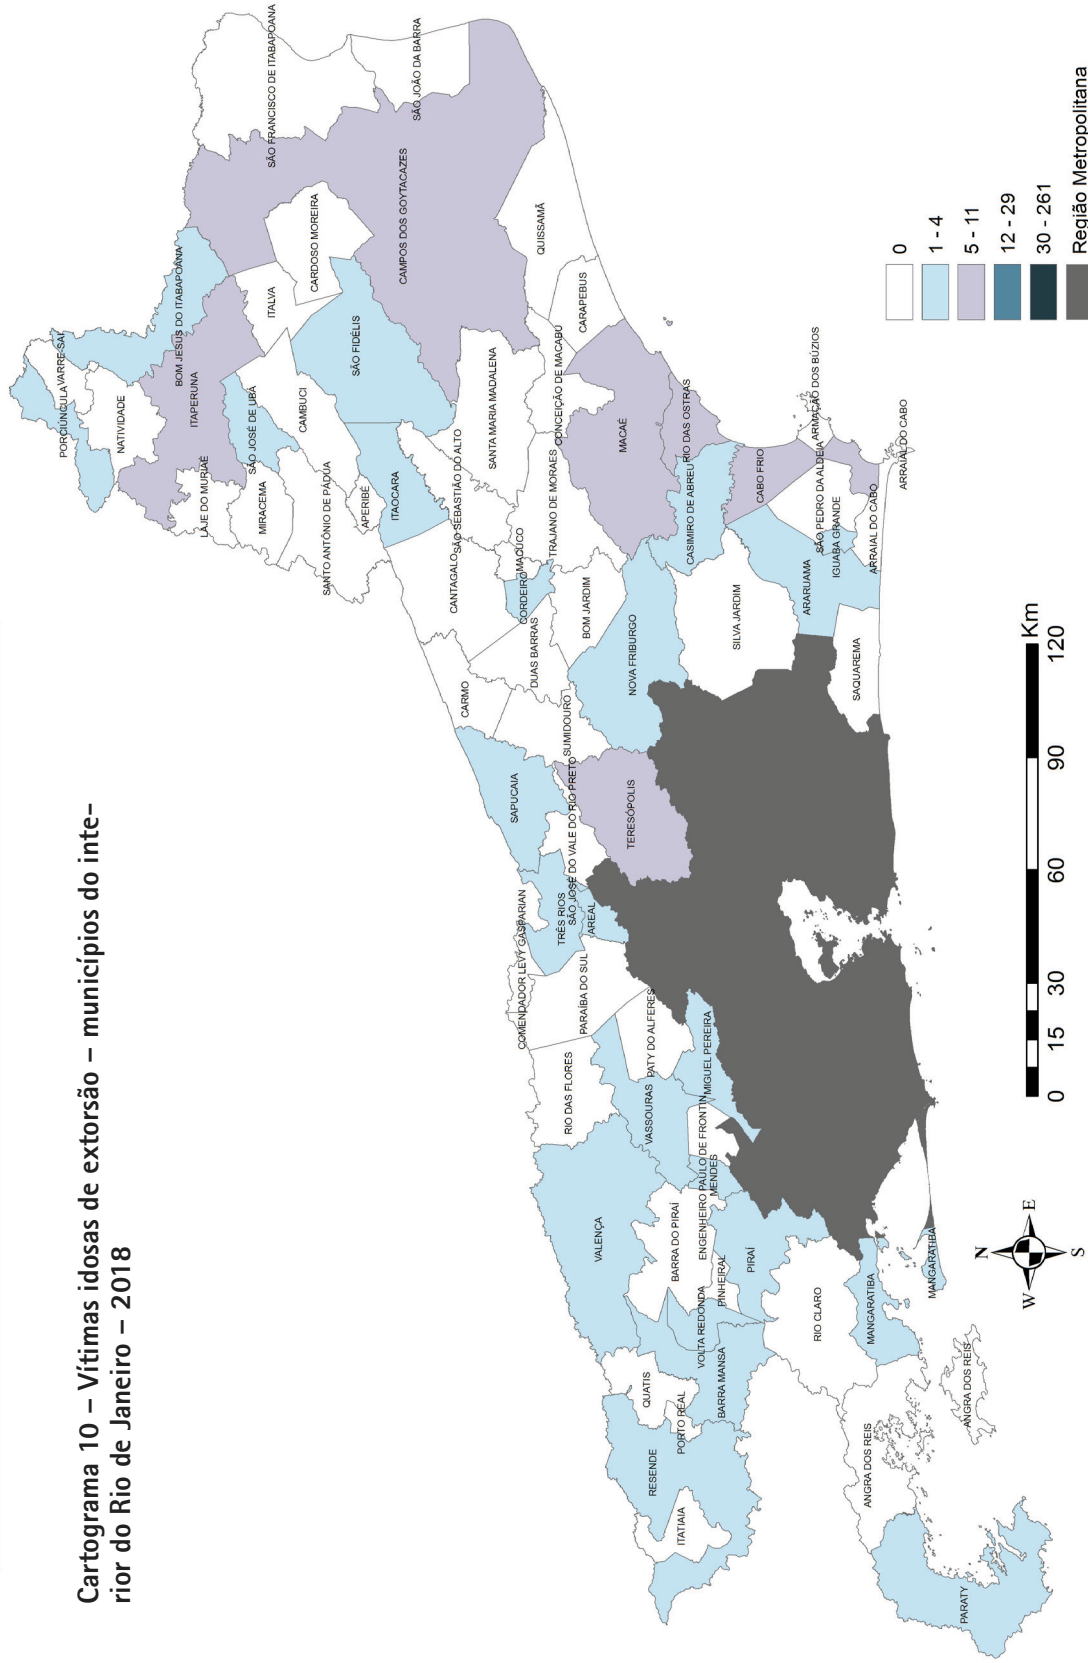 Cartograma 10 – Vítimas idosas de extorsão – municípios do inte-
rior do Rio de Janeiro – 2018
PORCIÚNCULA
VARRE-SAI
NATIVIDADE
BOM JESUS DO ITABAPOANA
ITAPERUNA
LAJE DO MURIAÉ
SÃO JOSÉ DE UBÁ
MIRACEMA
ITALVA
CAMBUCI
SANTO ANTÔNIO DE PÁDUA
APERIBÉ
ITAOCARA
SÃO FIDÉLIS
CARDOSO MOREIRA
CAMPOS DOS GOYTACAZES
SÃO FRANCISCO DE ITABAPOANA
SÃO JOÃO DA BARRA
QUISSAMÃ
CARAPEBUS
CONCEIÇÃO DE MACABU
SANTA MARIA MADALENA
SÃO SEBASTIÃO DO ALTO
TRAJANO DE MORAES
MACAÉ
RIO DAS OSTRAS
CASIMIRO DE ABREU
CABO FRIO
ARMAÇÃO DOS BÚZIOS
SÃO PEDRO DA ALDEIA
IGUABA GRANDE
ARRAIAL DO CABO
ARRAIAL DO CABO
ARARUAMA
SAQUAREMA
SILVA JARDIM
NOVA FRIBURGO
BOM JARDIM
CORDEIRO
MACUCO
CANTAGALO
DUAS BARRAS
CARMO
SUMIDOURO
TERESÓPOLIS
SAPUCAIA
SÃO JOSÉ DO VALE DO RIO PRETO
TRÊS RIOS
AREAL
COMENDADOR LEVY GASPARIAN
PARAÍBA DO SUL
PATY DO ALFERES
MIGUEL PEREIRA
RIO DAS FLORES
VASSOURAS
ENGENHEIRO PAULO DE FRONTIN
MENDES
VALENÇA
BARRA DO PIRAÍ
PIRAÍ
PINHEIRAL
VOLTA REDONDA
BARRA MANSA
RIO CLARO
MANGARATIBA
MANGARATIBA
QUATIS
PORTO REAL
RESENDE
ITATIAIA
ANGRA DOS REIS
ANGRA DOS REIS
PARATY
0
1 - 4
5 - 11
12 - 29
30 - 261
Região Metropolitana
0 15 30 60 90 120 Km
N
W E
S